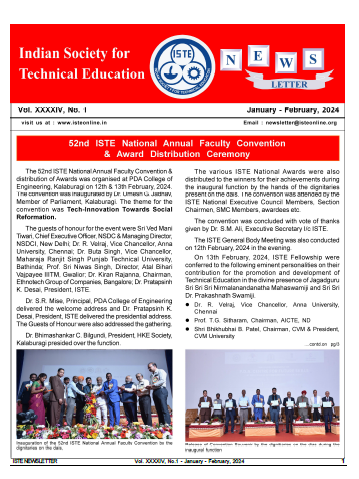 Indian Society for
Technical Education
ISTE
NEWS
LETTER
Vol. XXXXIV, No. 1
January - February, 2024
visit us at : www.isteonline.in
Email : newsletter@isteonline.org
52nd ISTE National Annual Faculty Convention
& Award Distribution Ceremony
The 52nd ISTE National Annual Faculty Convention &
distribution of Awards was organised at PDA College of
Engineering, Kalaburagi on 12th & 13th February, 2024.
The convention was inaugurated by Dr. Umesh G. Jadhav,
Member of Parliament, Kalaburagi. The theme for the
convention was Tech-Innovation Towards Social
Reformation.
The guests of honour for the event were Sri Ved Mani
Tiwari, Chief Executive Officer, NSDC & Managing Director,
NSDCI, New Delhi; Dr. R. Velraj, Vice Chancellor, Anna
University, Chennai; Dr. Buta Singh, Vice Chancellor,
Maharaja Ranjit Singh Punjab Technical University,
Bathinda; Prof. Sri Niwas Singh, Director, Atal Bihari
Vajpayee IIITM, Gwalior; Dr. Kiran Rajanna, Chairman,
Ethnotech Group of Companies, Bangalore; Dr. Pratapsinh
K. Desai, President, ISTE.
Dr. S.R. Mise, Principal, PDA College of Engineering
delivered the welcome address and Dr. Pratapsinh K.
Desai, President, ISTE delivered the presidential address.
The Guests of Honour were also addressed the gathering.
Dr. Bhimashankar C. Bilgundi, President, HKE Society,
Kalaburagi presided over the function.
Inauguration of the 52nd ISTE National Annual Faculty Convention by the
dignitaries on the dais.
The various ISTE National Awards were also
distributed to the winners for their achievements during
the inaugural function by the hands of the dignitaries
present on the dais. The convention was attended by the
ISTE National Executive Council Members, Section
Chairmen, SMC Members, awardees etc.
The convention was concluded with vote of thanks
given by Dr. S.M. Ali, Executive Secretary I/c ISTE.
The ISTE General Body Meeting was also conducted
on 12th February, 2024 in the evening.
On 13th February, 2024, ISTE Fellowship were
conferred to the following eminent personalities on their
contribution for the promotion and development of
Technical Education in the divine presence of Jagadguru
Sri Sri Sri Nirmalanandanatha Mahaswamiji and Sri Sri
Dr. Prakashnath Swamiji.
● Dr. R. Velraj, Vice Chairman, Anna University,
Chennai
● Prof. T.G. Sitharam, Chairman, AICTE, ND
● Shri Bhikhubhai B. Patel, Chairman, CVM & President,
CVM University
...contd.on pg/3
Release of Convention Souvenir by the dignitaries on the dias during the
inaugural function
ISTE NEWSLETTER
Vol. XXXXIV, No.1 - January - February, 2024
1